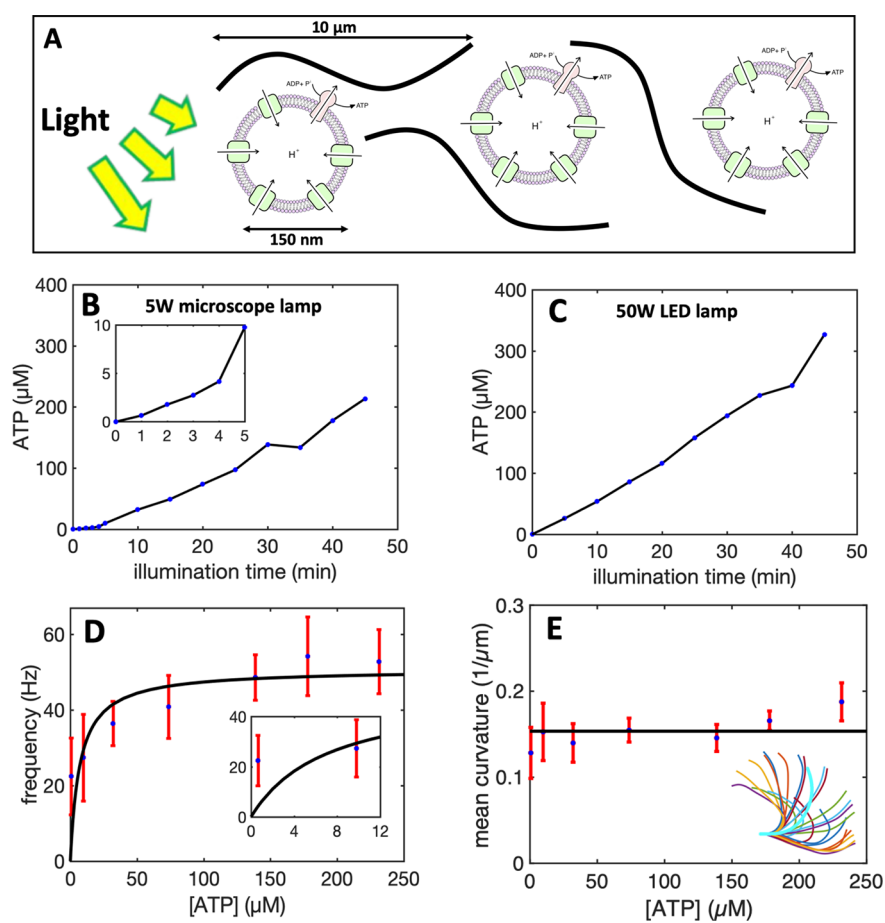 A
10 µm
Light
ADP+ P
ATP
H+
150 nm
ADP+ P
ATP
H+
ADP+ P
ATP
H+
B
5W microscope lamp
400
300
200
100
0
ATP (µM)
10
5
0
0 1 2 3 4 5
0 10 20 30 40 50
illumination time (min)
C
50W LED lamp
400
300
200
100
0
ATP (µM)
0 10 20 30 40 50
illumination time (min)
D
60
40
20
0
frequency (Hz)
40
20
0
0 4 8 12
0 50 100 150 200 250
[ATP] (µM)
E
0.3
0.2
0.1
0
mean curvature (1/µm)
0 50 100 150 200 250
[ATP] (µM)